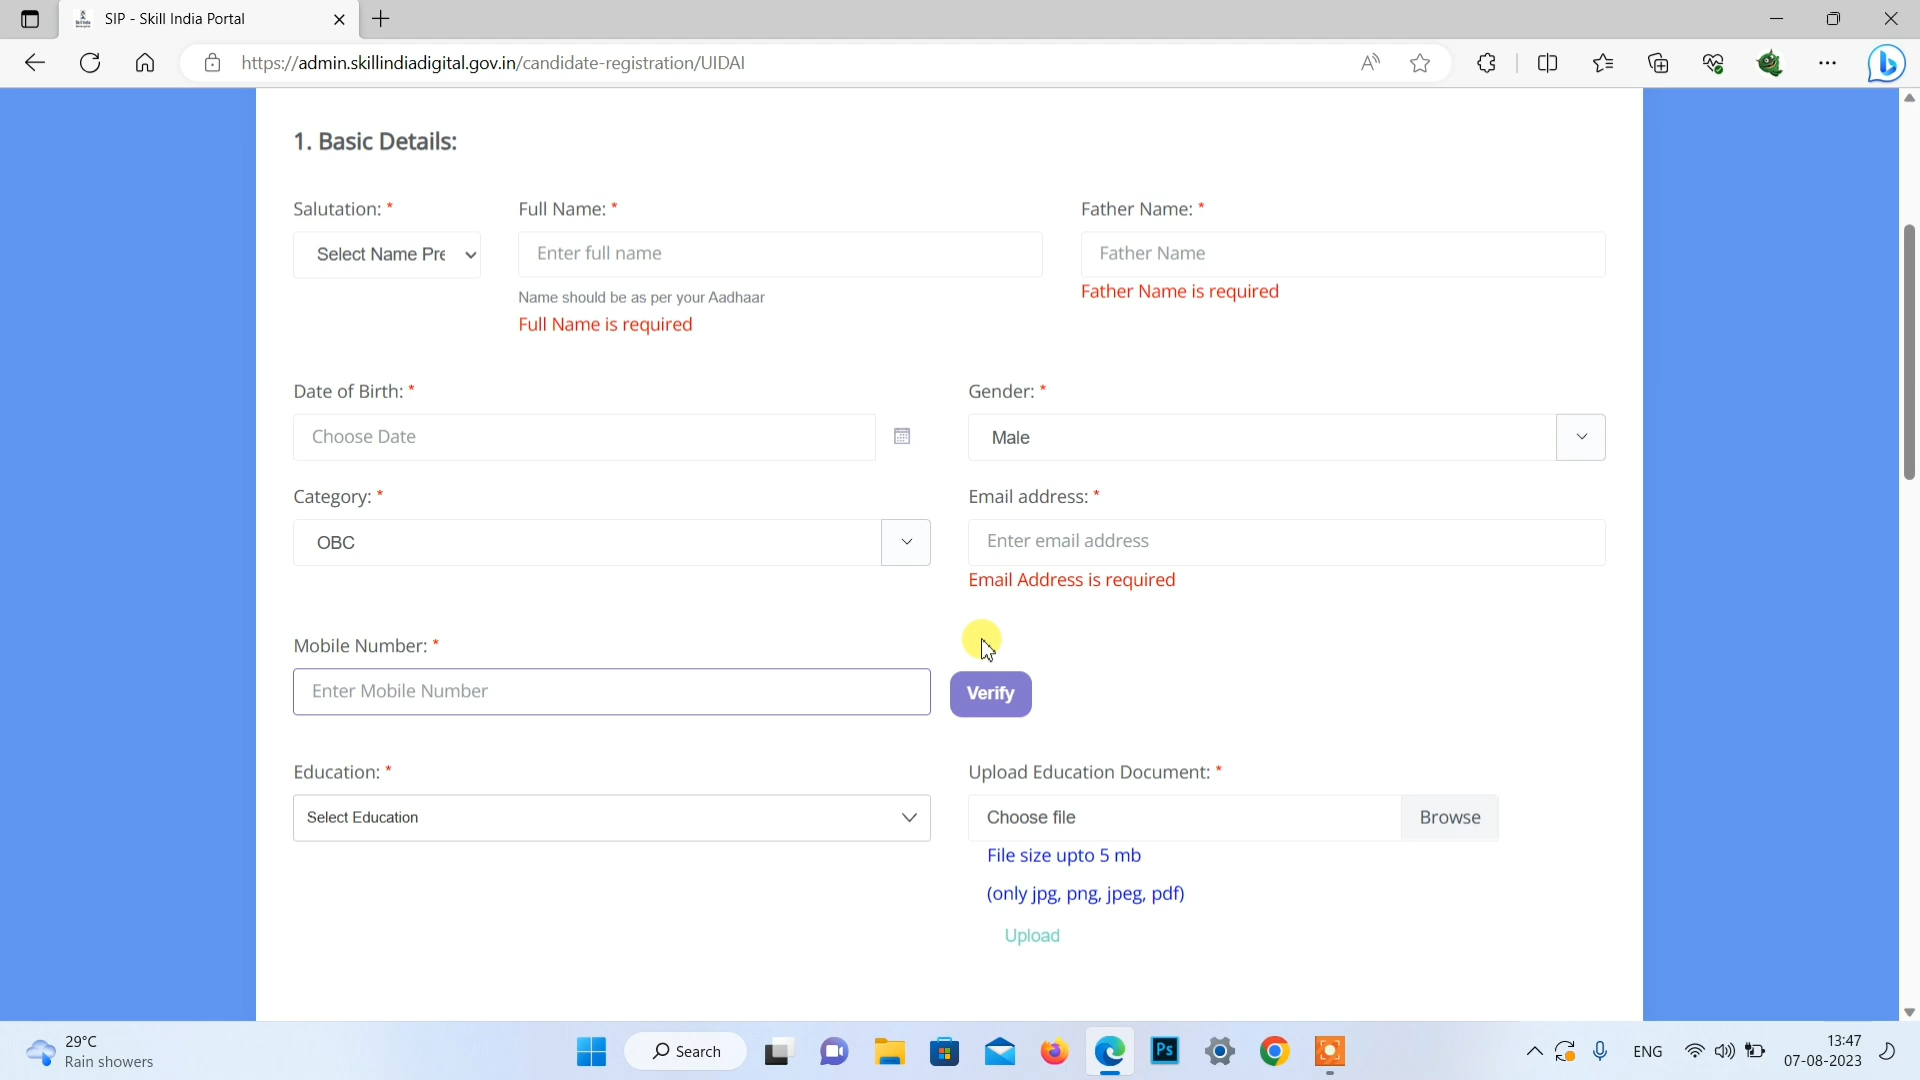 SIP - Skill India Portal
https://admin.skillindiadigital.gov.in/candidate-registration/UIDAI
1. Basic Details:
Salutation: *
Full Name: *
Father Name: *
Select Name Pre
Enter full name
Father Name
Name should be as per your Aadhaar
Father Name is required
Full Name is required
Date of Birth: *
Gender: *
Choose Date
Male
Category: *
Email address: *
OBC
Enter email address
Email Address is required
Mobile Number: *
Enter Mobile Number
Verify
Education: *
Upload Education Document: *
Select Education
Choose file
Browse
File size upto 5 mb
(only jpg, png, jpeg, pdf)
Upload
29°C
Rain showers
Search
Ps
ENG
13:47
07-08-2023